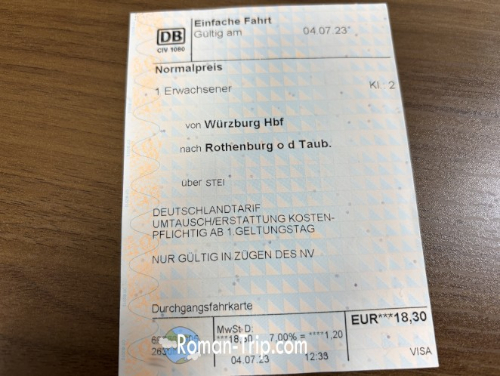 DB
CIV 1080
Einfache Fahrt
Gültig am 04.07.23
Normalpreis
1 Erwachsener Kl.: 2
von Würzburg Hbf
nach Rothenburg o d Taub.
über STEI
DEUTSCHLANDTARIF
UMTAUSCH/ERSTATTUNG KOSTEN-
PFLICHTIG AB 1.GELTUNGSTAG
NUR GÜLTIG IN ZÜGEN DES NV
Durchgangsfahrkarte
EUR***18,30
MwSt D:
7,00% = ****1,20
Roman-Trip.com
04.07.23 12:33
VISA